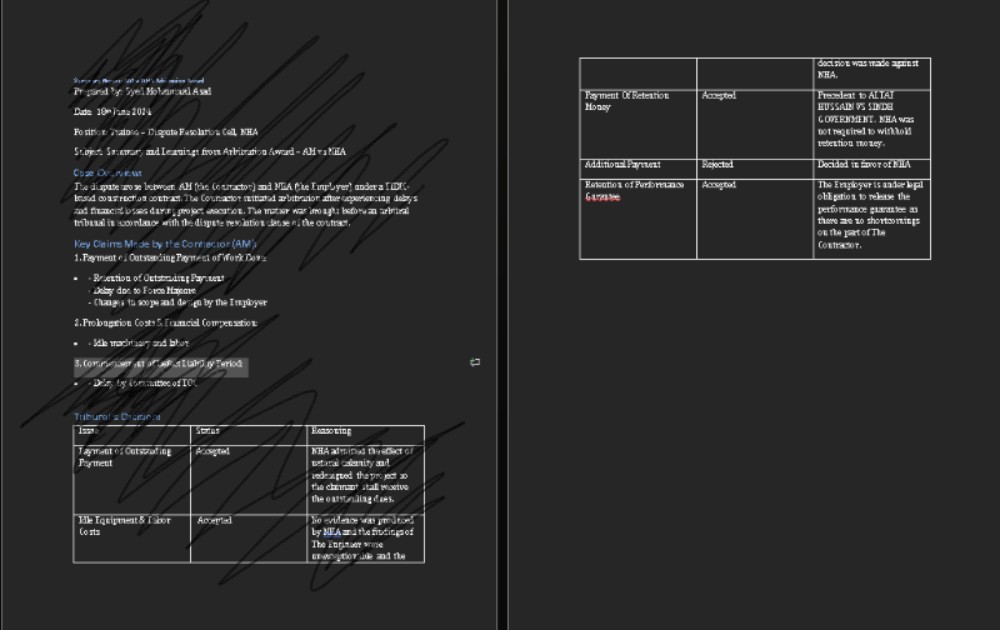 Prepared by: Syed Mohammad Asad
Date: 18th June 2024
Position: Trainee – Dispute Resolution Cell, NHA
Subject: Summary and Learnings from Arbitration Award – AM vs NHA
Case Overview
The dispute arose between AM (the Contractor) and NHA (the Employer) under a FIDIC-
based construction contract. The Contractor initiated arbitration after experiencing delays
and financial losses during project execution. The matter was brought before an arbitral
tribunal in accordance with the dispute resolution clause of the contract.
Key Claims Made by the Contractor (AM):
1. Payment of Outstanding Payment of Work Done
- Retention of Outstanding Payment
- Delay due to Force Majeure
- Changes in scope and design by the Employer
2. Prolongation Costs & Financial Compensation:
- Idle machinery and labor
3. Commencement of Defect Liability Period:
- Delay by Committee of
Tribunal's Decisions
Issue Status Reasoning
Payment of Outstanding Accepted NHA admitted the effect of
Payment natural calamity and
redesigned the project so
the claimant shall receive
the outstanding dues.
Idle Equipment & Labor Accepted No evidence was produced
Costs by NHA and the findings of
The Engineer were
and the
decision was made against
NHA.
Payment Of Retention Accepted Precedent to ALTAF
Money HUSSAIN VS SINDH
GOVERNMENT. NHA was
not required to withhold
retention money.
Additional Payment Rejected Decided in favor of NHA
Retention of Performance Accepted The Employer is under legal
obligation to release the
performance guarantee as
there are no shortcomings
on the part of The
Contractor.